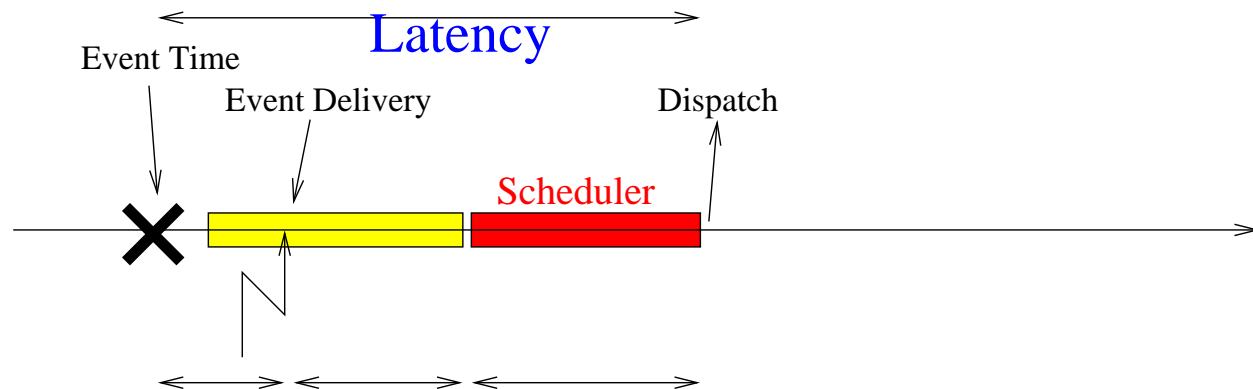 Latency
Event Time
Event Delivery
Dispatch
Scheduler